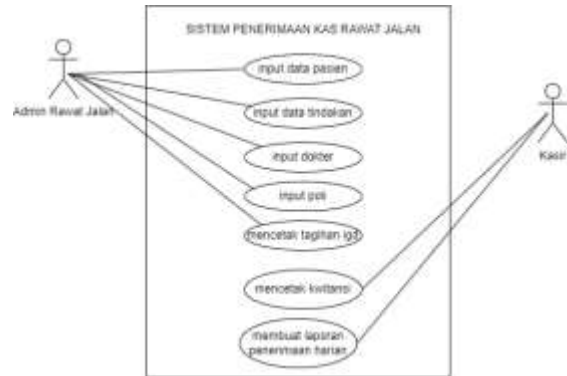 SISTEM PENERIMAAN KAS RAWAT JALAN
input data pasien
input data tindakan
input dokter
input poli
mencetak tagihan igd
mencetak kwitansi
membuat laporan
penerimaan harian
Admin Rawat Jalan
Kasir